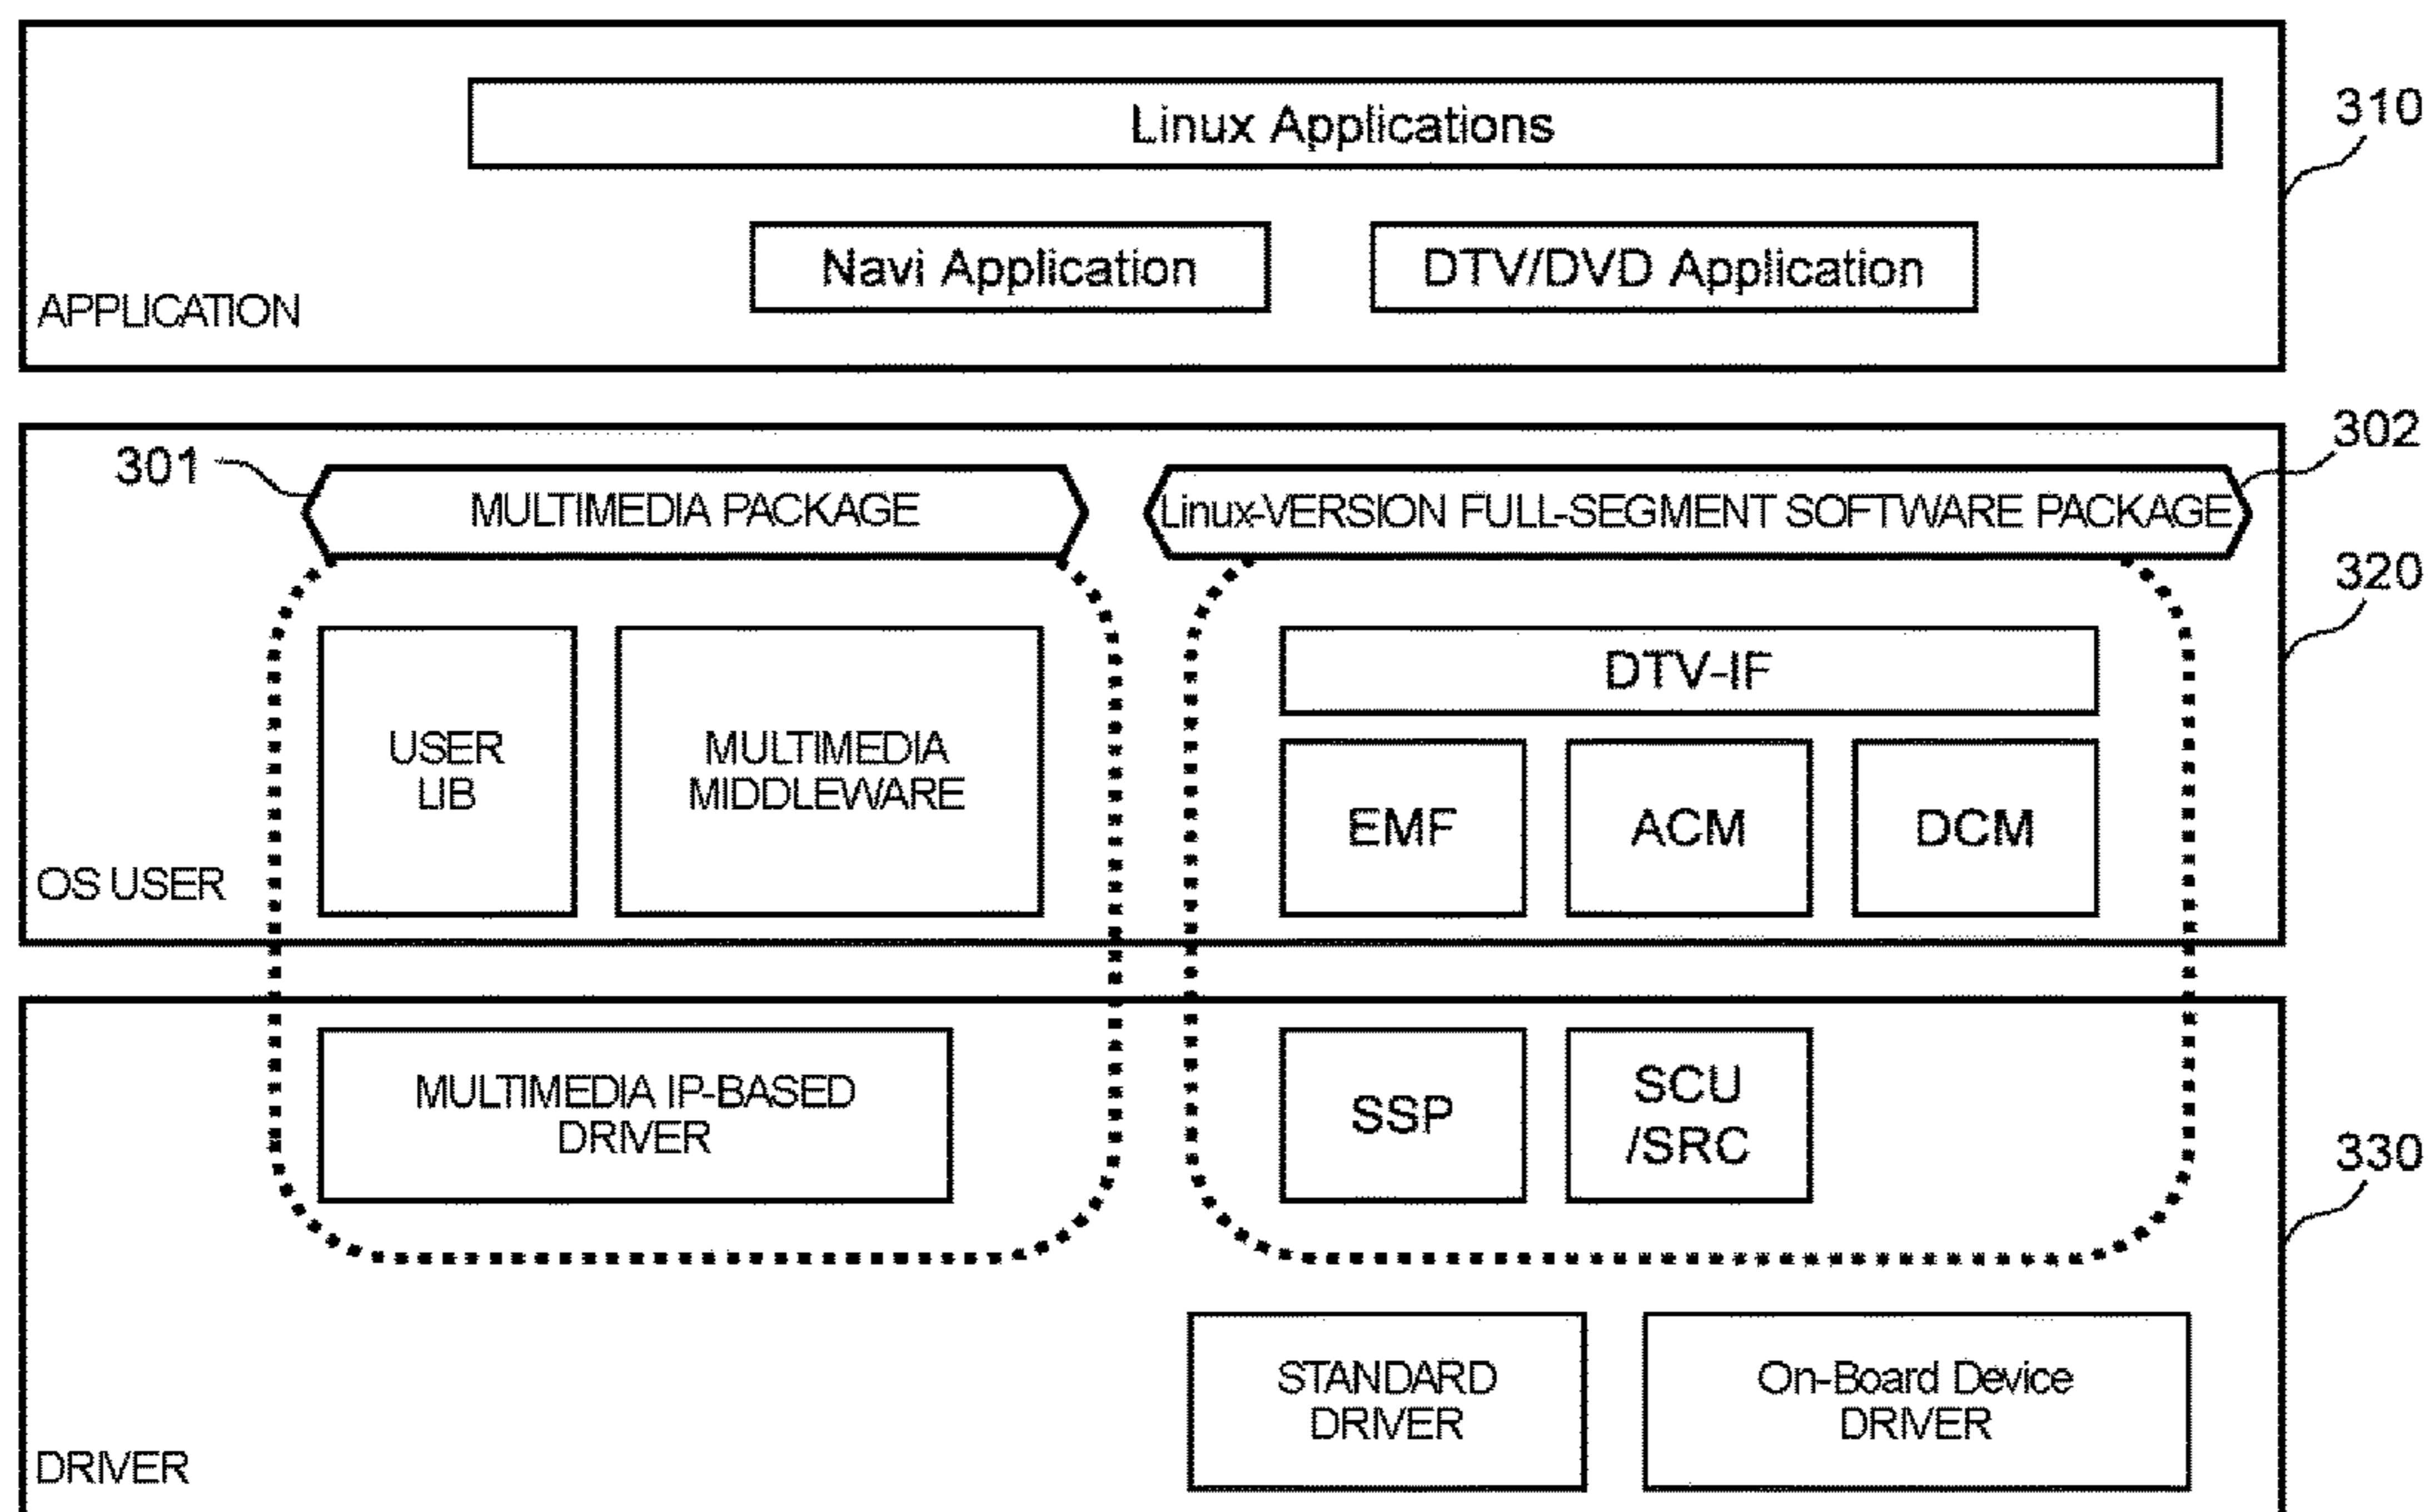 Linux Applications
310
Navi Application
DTV/DVD Application
APPLICATION
301
MULTIMEDIA PACKAGE
Linux-VERSION FULL-SEGMENT SOFTWARE PACKAGE
302
320
USER
LIB
MULTIMEDIA
MIDDLEWARE
DTV-IF
EMF
ACM
DCM
OS USER
MULTIMEDIA IP-BASED
DRIVER
SSP
SCU
/SRC
330
STANDARD
DRIVER
On-Board Device
DRIVER
DRIVER